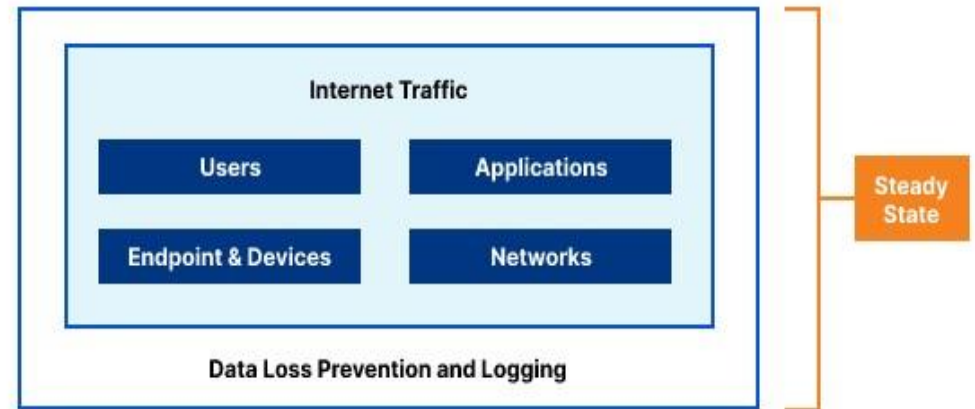 Internet Traffic
Users
Applications
Endpoint & Devices
Networks
Data Loss Prevention and Logging
Steady
State